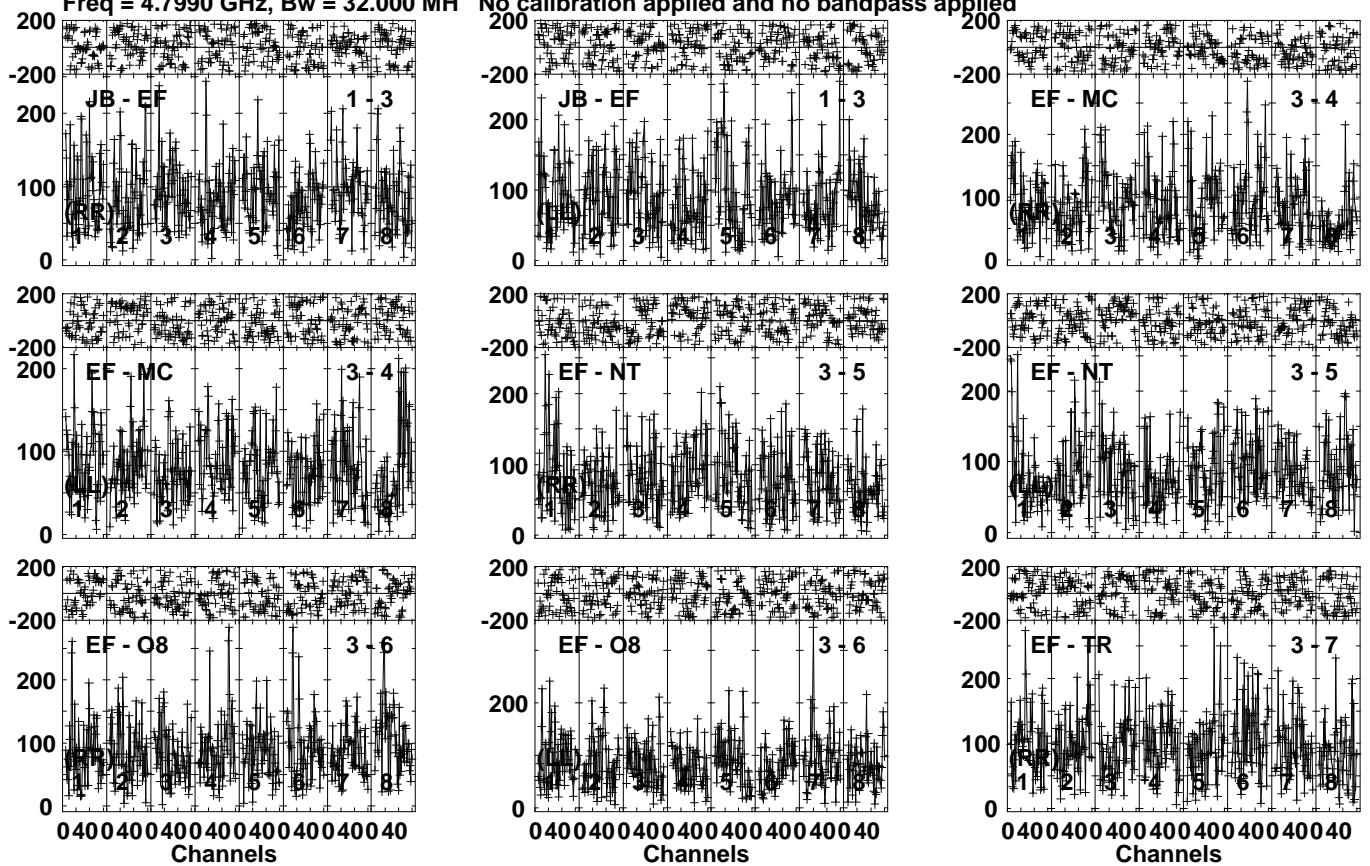 Freq = 4.7990 GHz, Bw = 32.000 MH No calibration applied and no bandpass applied
200 200 200
-200 -200 -200
JB - EF 1 - 3 JB - EF 1 - 3 EF - MC 3 - 4
200 200 200
100 100 100
(RR) (LL) (RR)
1 2 3 4 5 6 7 8 1 2 3 4 5 6 7 8 1 2 3 4 5 6 7 8
0 0 0
200 200 200
-200 -200 -200
200 EF - MC 3 - 4 EF - NT 3 - 5 EF - NT 3 - 5
200 200
100 100 100
(LL) (RR) (LL)
1 2 3 4 5 6 7 8 1 2 3 4 5 6 7 8 1 2 3 4 5 6 7 8
0 0 0
200 200 200
-200 -200 -200
EF - O8 3 - 6 EF - O8 3 - 6 EF - TR 3 - 7
200 200 200
100 100
(RR) (LL) (RR)
1 2 3 4 5 6 7 8 1 2 3 4 5 6 7 8 1 2 3 4 5 6 7 8
0 0 0
0 40 0 40 0 40 0 40 0 40 0 40 0 40 0 40 0 40 0 40 0 40 0 40 0 40 0 40 0 40 0 40 0 40 0 40 0 40 0 40 0 40 0 40 0 40 0 40
Channels Channels Channels